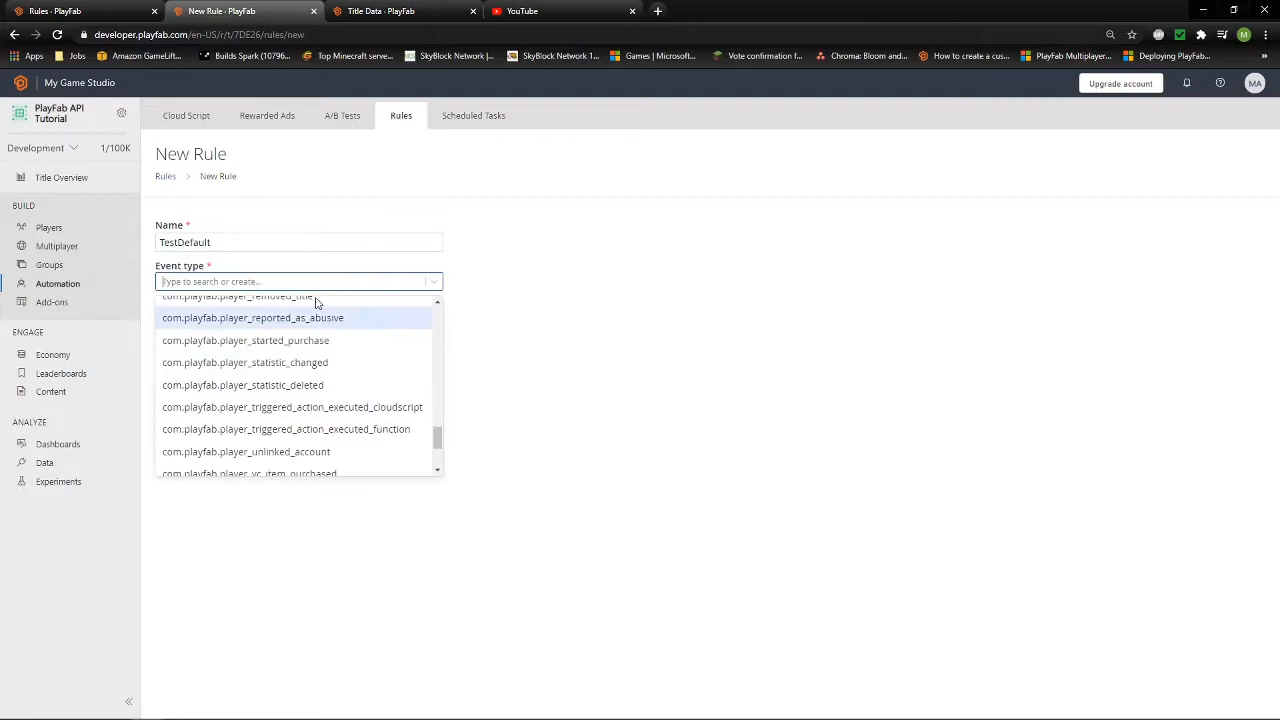 Rules - PlayFab
New Rule - PlayFab
Title Data - PlayFab
YouTube
developer.playfab.com/en-US/r/t/7DE26/rules/new
M
Apps
Jobs
Amazon GameLift...
Builds Spark (10796...
Top Minecraft serve...
SkyBlock Network |...
SkyBlock Network 1...
Games | Microsoft...
Vote confirmation f...
Chroma: Bloom and...
How to create a cus...
PlayFab Multiplayer...
Deploying PlayFab...
My Game Studio
Upgrade account
MA
PlayFab API
Tutorial
Development
1/100K
Title Overview
BUILD
Players
Multiplayer
Groups
Automation
Add-ons
ENGAGE
Economy
Leaderboards
Content
ANALYZE
Dashboards
Data
Experiments
Cloud Script
Rewarded Ads
A/B Tests
Rules
Scheduled Tasks
New Rule
Rules > New Rule
Name *
TestDefault
Event type *
Type to search or create...
com.playfab.player_removed_title
com.playfab.player_reported_as_abusive
com.playfab.player_started_purchase
com.playfab.player_statistic_changed
com.playfab.player_statistic_deleted
com.playfab.player_triggered_action_executed_cloudscript
com.playfab.player_triggered_action_executed_function
com.playfab.player_unlinked_account
com.playfab.player_vc_item_purchased